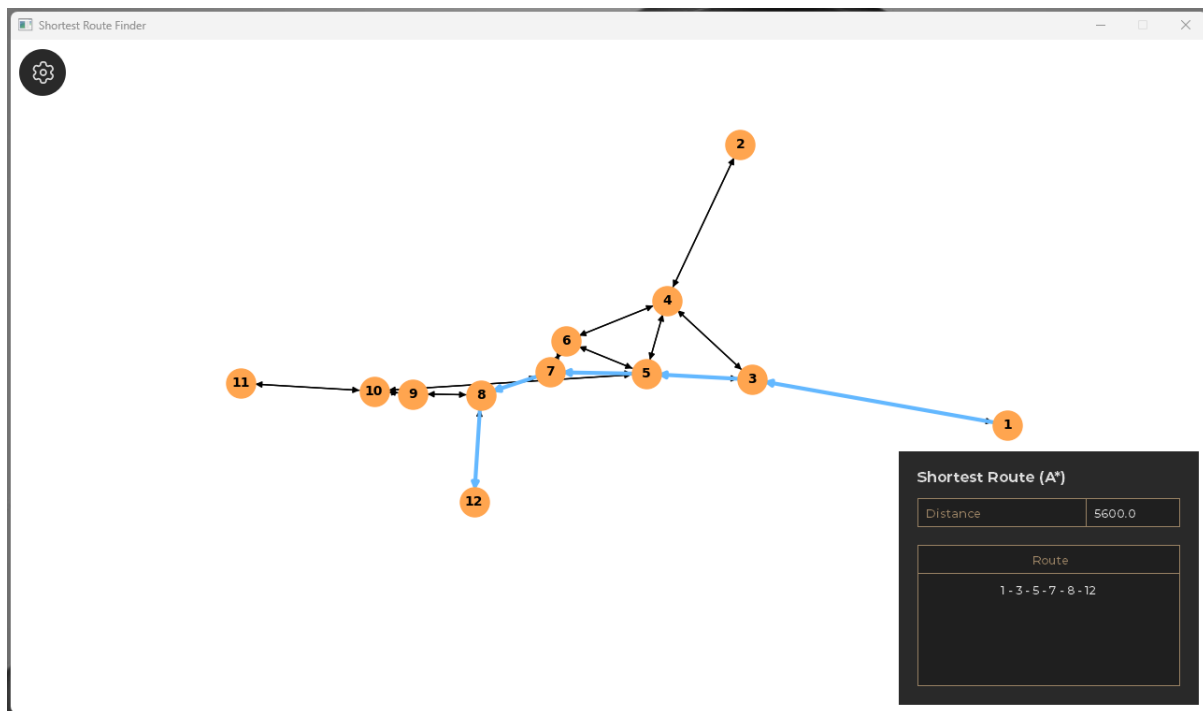 Shortest Route Finder
2
4
6
7
5
3
11
10
9
8
1
12
Shortest Route (A*)
Distance 5600.0
Route
1 - 3 - 5 - 7 - 8 - 12